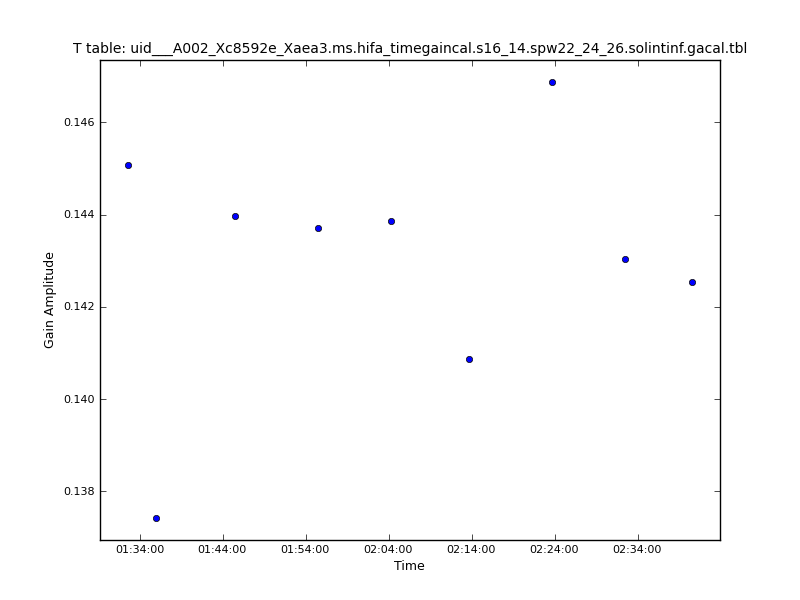 T table: uid___A002_Xc8592e_Xaea3.ms.hifa_timegaincal.s16_14.spw22_24_26.solintinf.gacal.tbl
0.146
0.144
0.142
0.140
0.138
Gain Amplitude
01:34:00 01:44:00 01:54:00 02:04:00 02:14:00 02:24:00 02:34:00
Time